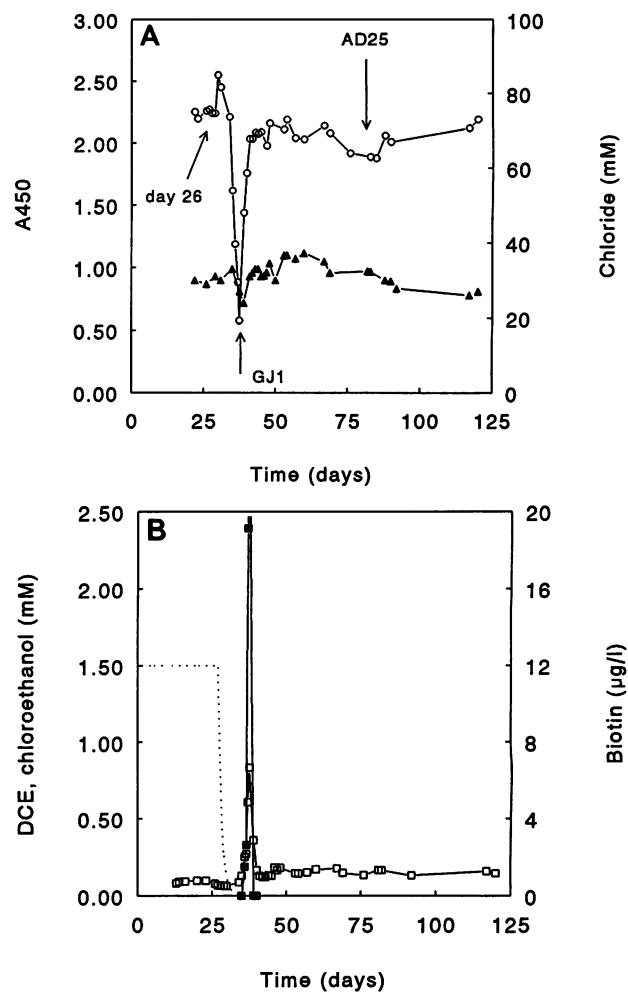 A
3.00
2.50
2.00
1.50
1.00
0.50
0.00
A450
100
80
60
40
20
0
Chloride (mM)
AD25
day 26
GJ1
0 25 50 75 100 125
Time (days)
B
2.50
2.00
1.50
1.00
0.50
0.00
DCE, chloroethanol (mM)
20
16
12
8
4
0
Biotin (µg/l)
0 25 50 75 100 125
Time (days)